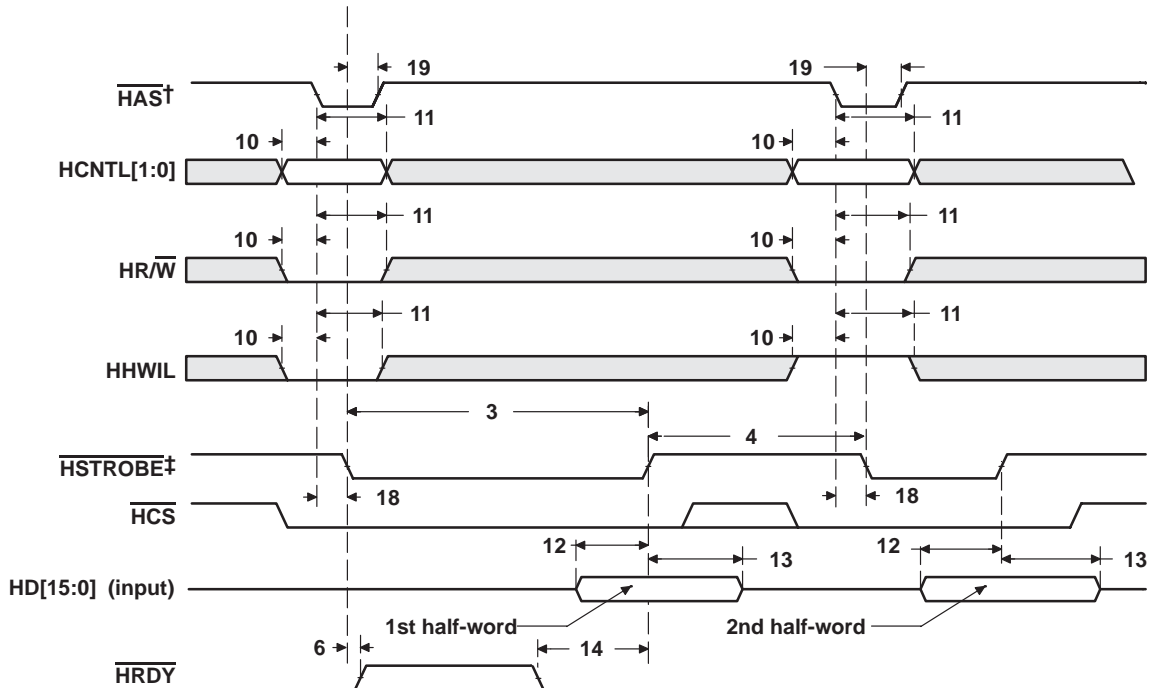 19 19
HAS†
11 11
10 10
HCNTL[1:0]
11 11
10 10
HR/W
11 11
10 10
HHWIL
3
4
HSTROBE‡
18 18
HCS
12 12
13 13
HD[15:0] (input)
1st half-word 2nd half-word
6 14
HRDY